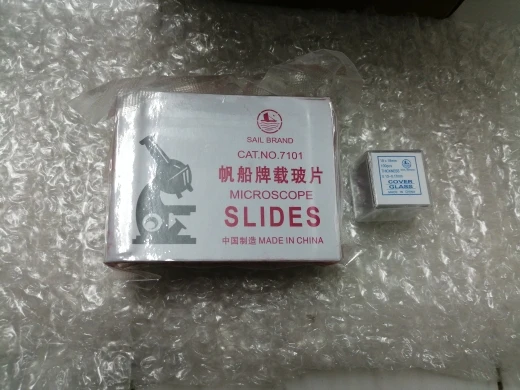 SAIL BRAND
CAT.NO.7101
帆船牌载玻片
MICROSCOPE
SLIDES
中国制造 MADE IN CHINA
THICKNESS
COVER
GLASS